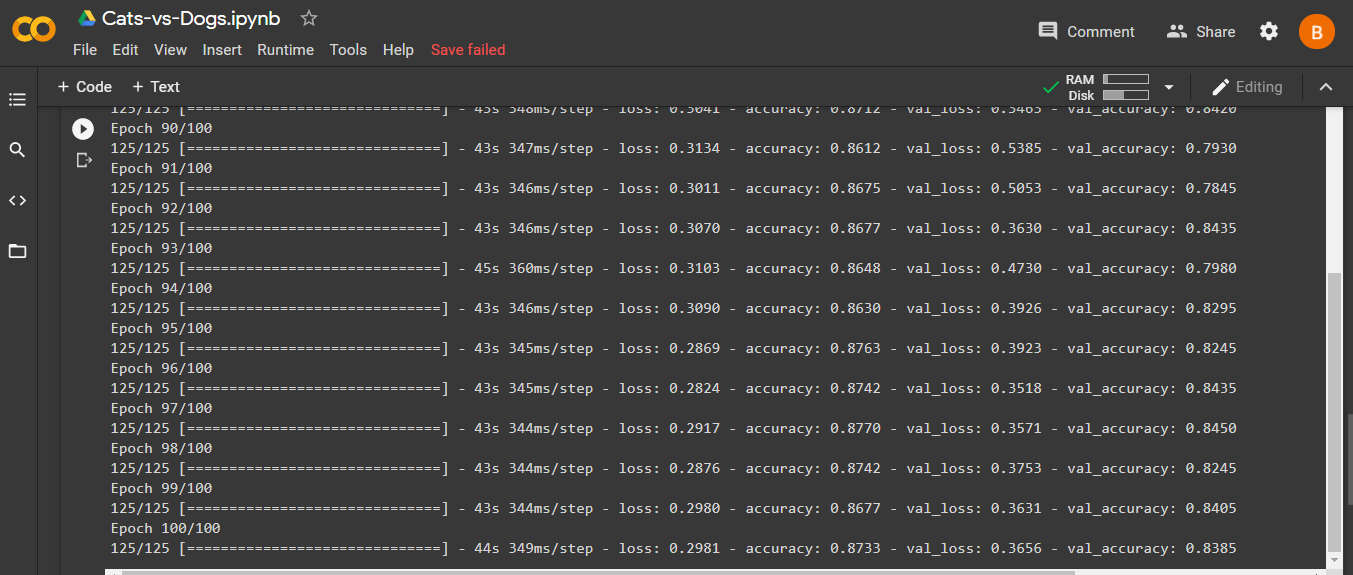 Cats-vs-Dogs.ipynb
File Edit View Insert Runtime Tools Help Save failed
Comment Share B
+ Code + Text
RAM
Disk
Editing
125/125 [==============================] - 43s 348ms/step - loss: 0.3041 - accuracy: 0.8712 - val_loss: 0.3463 - val_accuracy: 0.8420
Epoch 90/100
125/125 [==============================] - 43s 347ms/step - loss: 0.3134 - accuracy: 0.8612 - val_loss: 0.5385 - val_accuracy: 0.7930
Epoch 91/100
125/125 [==============================] - 43s 346ms/step - loss: 0.3011 - accuracy: 0.8675 - val_loss: 0.5053 - val_accuracy: 0.7845
Epoch 92/100
125/125 [==============================] - 43s 346ms/step - loss: 0.3070 - accuracy: 0.8677 - val_loss: 0.3630 - val_accuracy: 0.8435
Epoch 93/100
125/125 [==============================] - 45s 360ms/step - loss: 0.3103 - accuracy: 0.8648 - val_loss: 0.4730 - val_accuracy: 0.7980
Epoch 94/100
125/125 [==============================] - 43s 346ms/step - loss: 0.3090 - accuracy: 0.8630 - val_loss: 0.3926 - val_accuracy: 0.8295
Epoch 95/100
125/125 [==============================] - 43s 345ms/step - loss: 0.2869 - accuracy: 0.8763 - val_loss: 0.3923 - val_accuracy: 0.8245
Epoch 96/100
125/125 [==============================] - 43s 345ms/step - loss: 0.2824 - accuracy: 0.8742 - val_loss: 0.3518 - val_accuracy: 0.8435
Epoch 97/100
125/125 [==============================] - 43s 344ms/step - loss: 0.2917 - accuracy: 0.8770 - val_loss: 0.3571 - val_accuracy: 0.8450
Epoch 98/100
125/125 [==============================] - 43s 344ms/step - loss: 0.2876 - accuracy: 0.8742 - val_loss: 0.3753 - val_accuracy: 0.8245
Epoch 99/100
125/125 [==============================] - 43s 344ms/step - loss: 0.2980 - accuracy: 0.8677 - val_loss: 0.3631 - val_accuracy: 0.8405
Epoch 100/100
125/125 [==============================] - 44s 349ms/step - loss: 0.2981 - accuracy: 0.8733 - val_loss: 0.3656 - val_accuracy: 0.8385